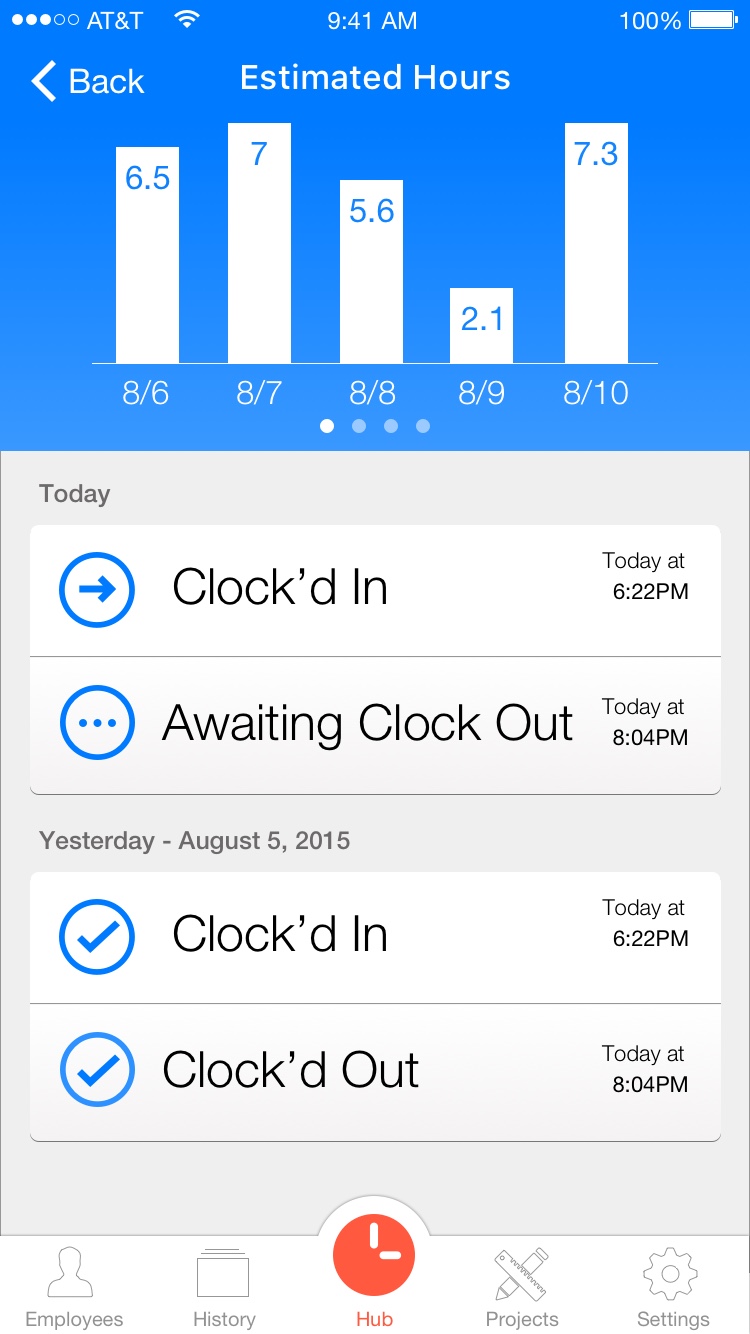 AT&T 9:41 AM 100%
Back Estimated Hours
6.5 7 5.6 2.1 7.3
8/6 8/7 8/8 8/9 8/10
Today
Clock’d In
Today at
6:22PM
Awaiting Clock Out
Today at
8:04PM
Yesterday - August 5, 2015
Clock’d In
Today at
6:22PM
Clock’d Out
Today at
8:04PM
Employees History Hub Projects Settings